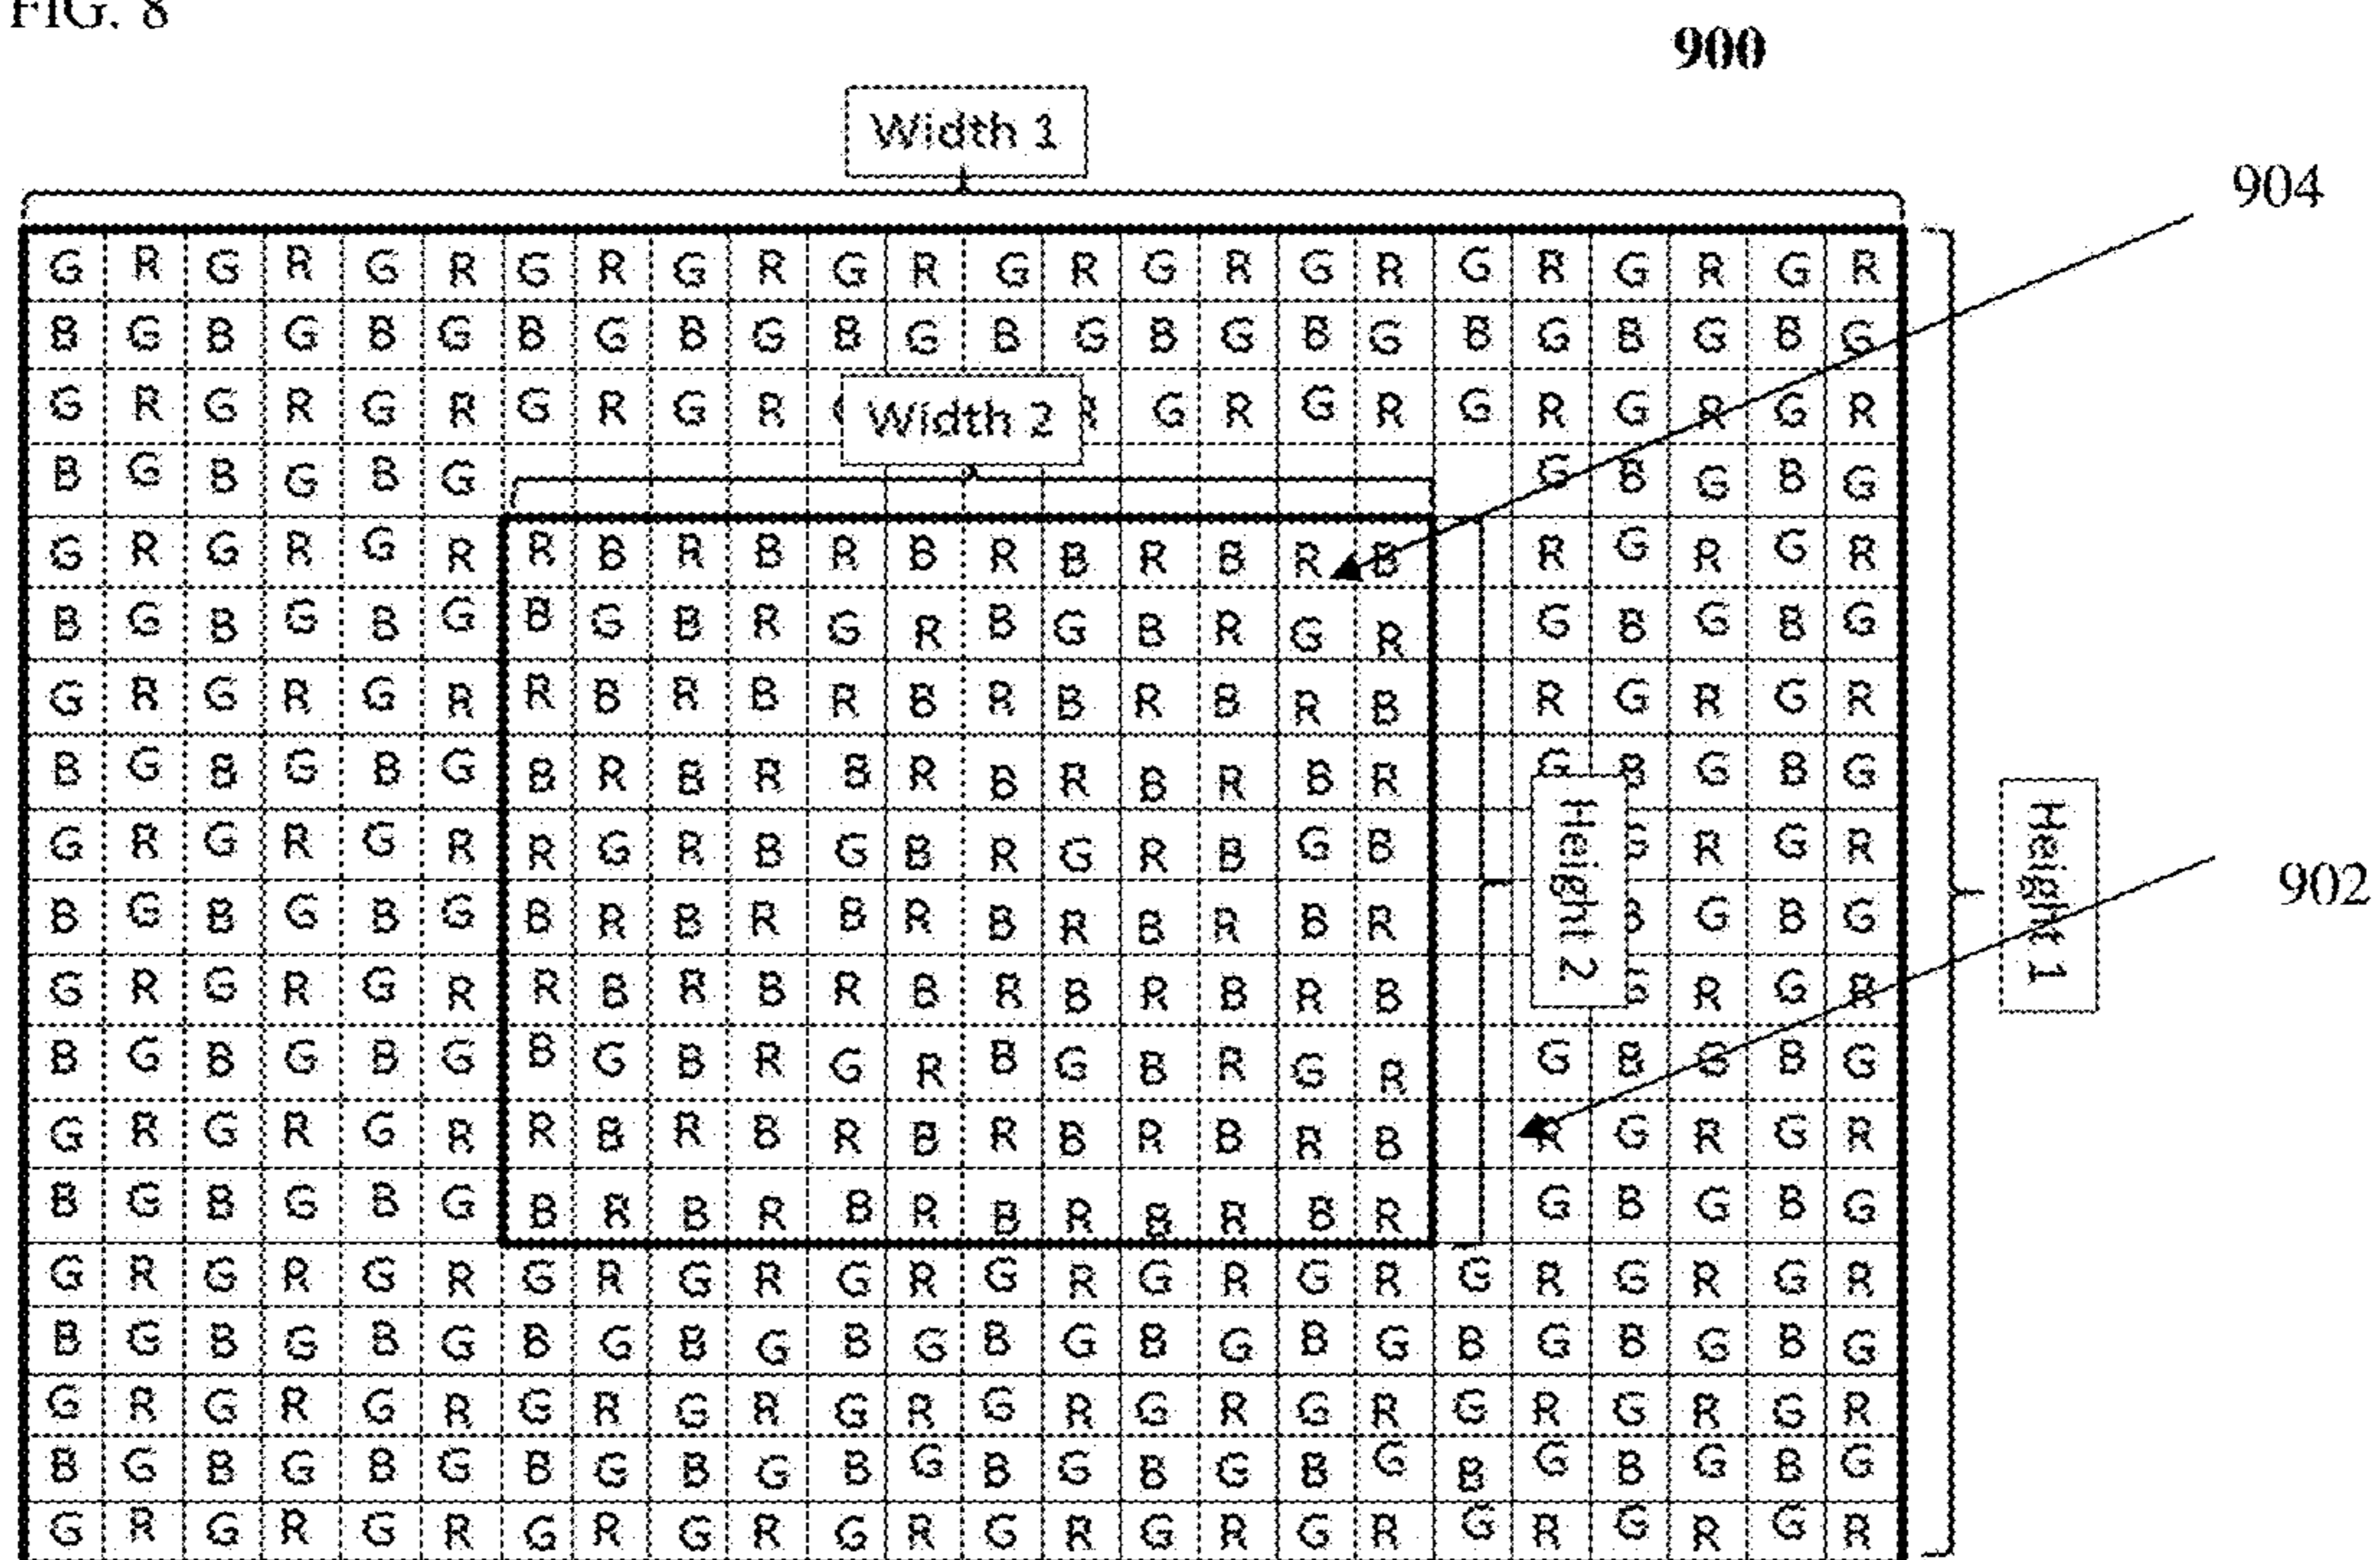 FIG. 8
900
Width 1
904
G R G R G R G R G R G R G R G R G R G R G R G R
B G B G B G B G B G B G B G B G B G B G B G B G
G R G R G R G R G R Width 2 G R G R G R G R G R
B G B G B G G B G B G
G R G R G R R B R B R B R B R B R B R G R G R
B G B G B G B G B R G R B G B R G R G B G B G
G R G R G R R B R B R B R B R B R B R G R G R
B G B G B G B R B R B R B R B R B R G B G B G
G R G R G R R G R B G B R G R B G B G R G R
B G B G B G B R B R B R B R B R B R B G B G
G R G R G R R B R B R B R B R B R B G R G R
B G B G B G B G B R G R B G B R G R G B G B G
G R G R G R R B R B R B R B R B R B R G R G R
B G B G B G B R B R B R B R B R B R G B G B G
Height 2
Height 1
902
G R G R G R G R G R G R G R G R G R G R G R G R
B G B G B G B G B G B G B G B G B G B G B G B G
G R G R G R G R G R G R G R G R G R G R G R G R
B G B G B G B G B G B G B G B G B G B G B G B G
G R G R G R G R G R G R G R G R G R G R G R G R